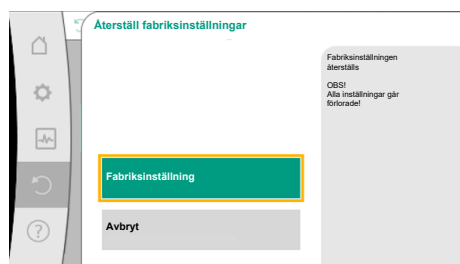 Återställ fabriksinställningar
Fabriksinställningen
återställs
OBS!
Alla inställningar går
förlorade!
Fabriksinställning
Avbryt
?